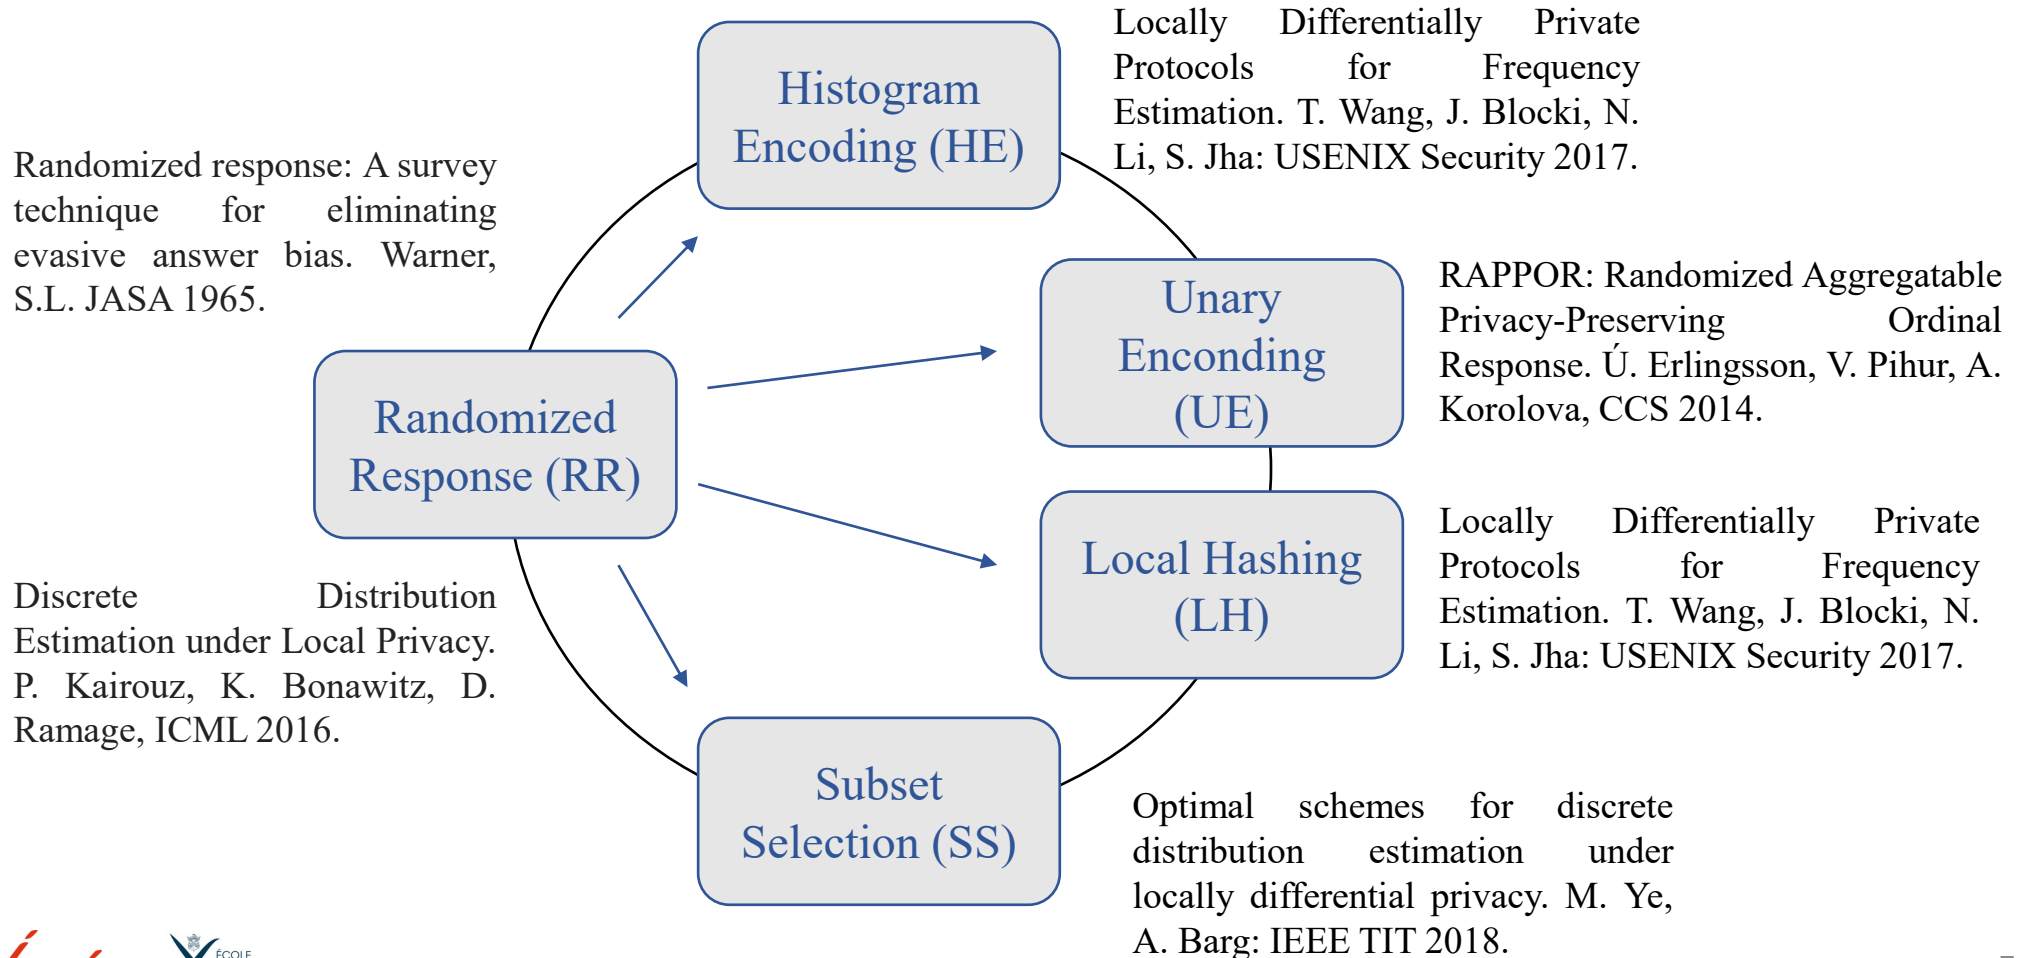 Histogram
Encoding (HE)
Locally Differentially Private
Protocols for Frequency
Estimation. T. Wang, J. Blocki, N.
Li, S. Jha: USENIX Security 2017.
Randomized response: A survey
technique for eliminating
evasive answer bias. Warner,
S.L. JASA 1965.
Unary
Enconding
(UE)
RAPPOR: Randomized Aggregatable
Privacy-Preserving Ordinal
Response. Ú. Erlingsson, V. Pihur, A.
Korolova, CCS 2014.
Randomized
Response (RR)
Local Hashing
(LH)
Locally Differentially Private
Protocols for Frequency
Estimation. T. Wang, J. Blocki, N.
Li, S. Jha: USENIX Security 2017.
Discrete Distribution
Estimation under Local Privacy.
P. Kairouz, K. Bonawitz, D.
Ramage, ICML 2016.
Subset
Selection (SS)
Optimal schemes for discrete
distribution estimation under
locally differential privacy. M. Ye,
A. Barg: IEEE TIT 2018.
ÉCOLE